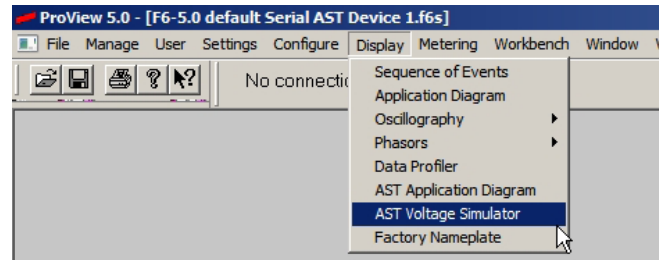 ProView 5.0 - [F6-5.0 default Serial AST Device 1.f6s]
File Manage User Settings Configure Display Metering Workbench Window
No connectio
Sequence of Events
Application Diagram
Oscillography
Phasors
Data Profiler
AST Application Diagram
AST Voltage Simulator
Factory Nameplate